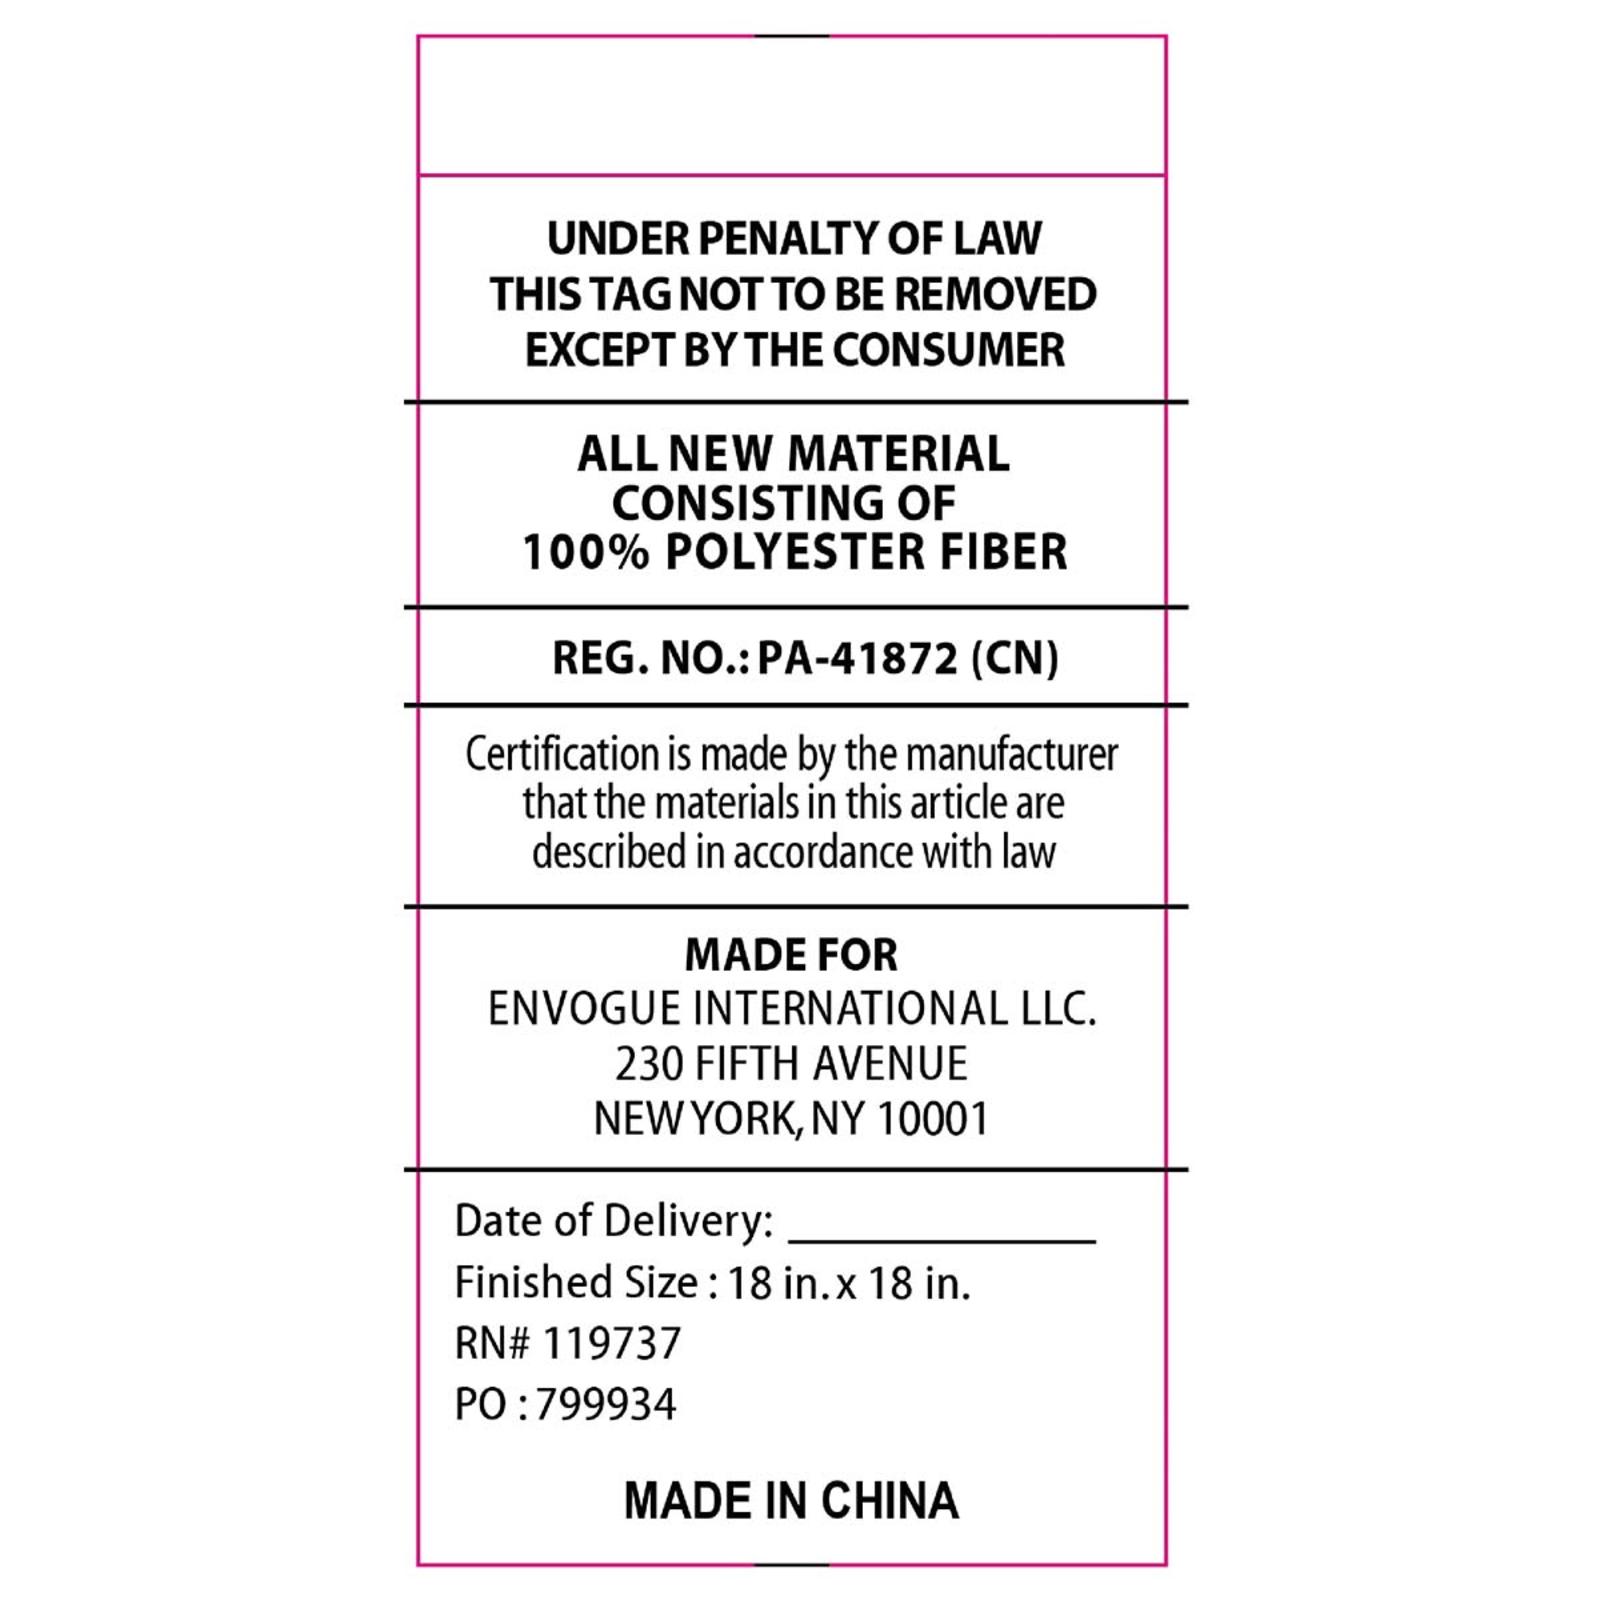 UNDER PENALTY OF LAW
THIS TAG NOT TO BE REMOVED
EXCEPT BY THE CONSUMER
ALL NEW MATERIAL
CONSISTING OF
100% POLYESTER FIBER
REG. NO.: PA-41872 (CN)
Certification is made by the manufacturer
that the materials in this article are
described in accordance with law
MADE FOR
ENVOGUE INTERNATIONAL LLC.
230 FIFTH AVENUE
NEW YORK, NY 10001
Date of Delivery: ______________
Finished Size : 18 in. x 18 in.
RN# 119737
PO : 799934
MADE IN CHINA